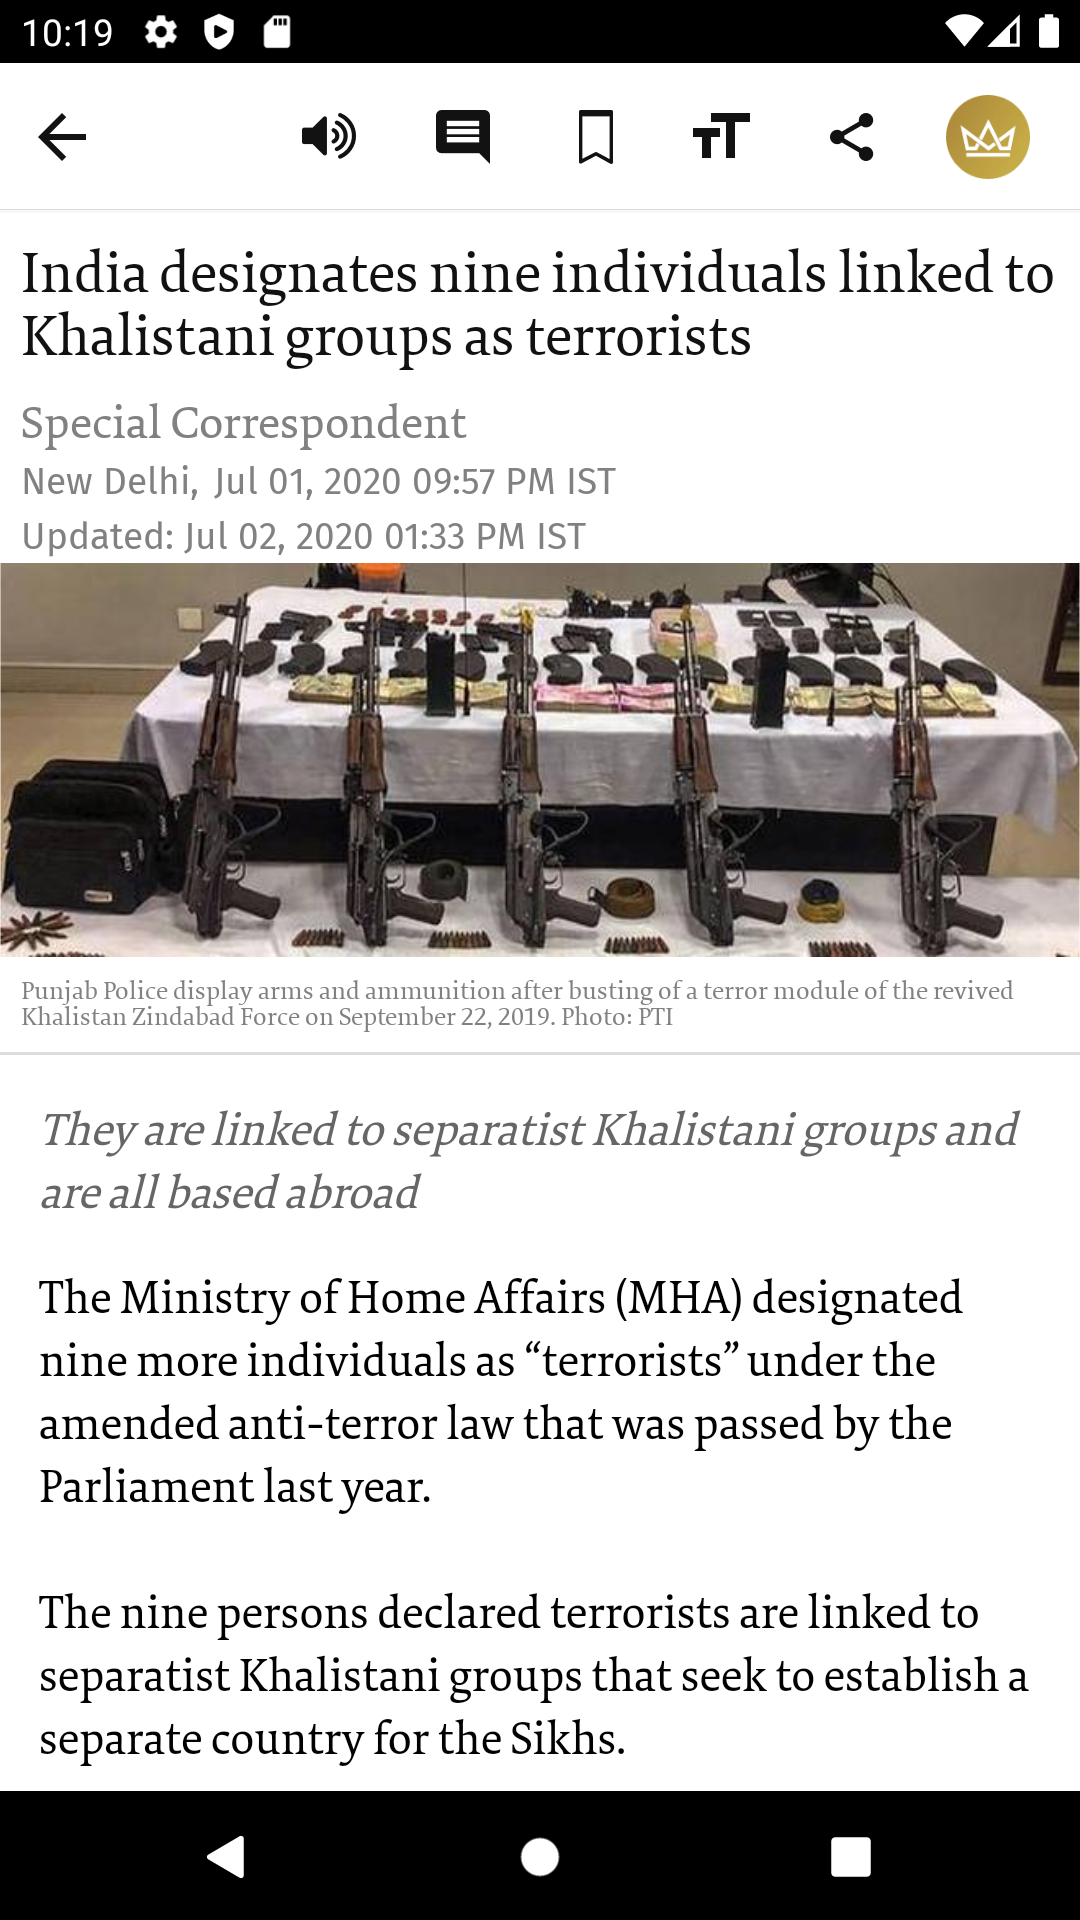 10:19
India designates nine individuals linked to
Khalistani groups as terrorists
Special Correspondent
New Delhi, Jul 01, 2020 09:57 PM IST
Updated: Jul 02, 2020 01:33 PM IST
Punjab Police display arms and ammunition after busting of a terror module of the revived
Khalistan Zindabad Force on September 22, 2019. Photo: PTI
They are linked to separatist Khalistani groups and
are all based abroad
The Ministry of Home Affairs (MHA) designated
nine more individuals as “terrorists” under the
amended anti-terror law that was passed by the
Parliament last year.
The nine persons declared terrorists are linked to
separatist Khalistani groups that seek to establish a
separate country for the Sikhs.